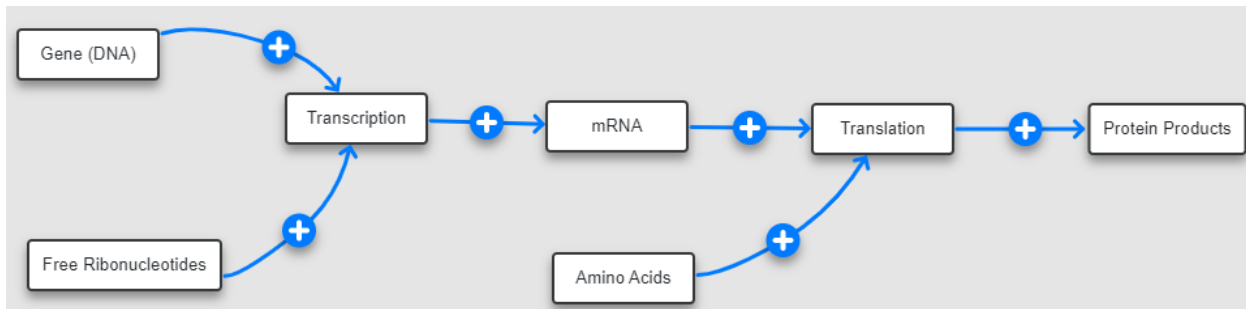 Gene (DNA)
Transcription
mRNA
Translation
Protein Products
Free Ribonucleotides
Amino Acids